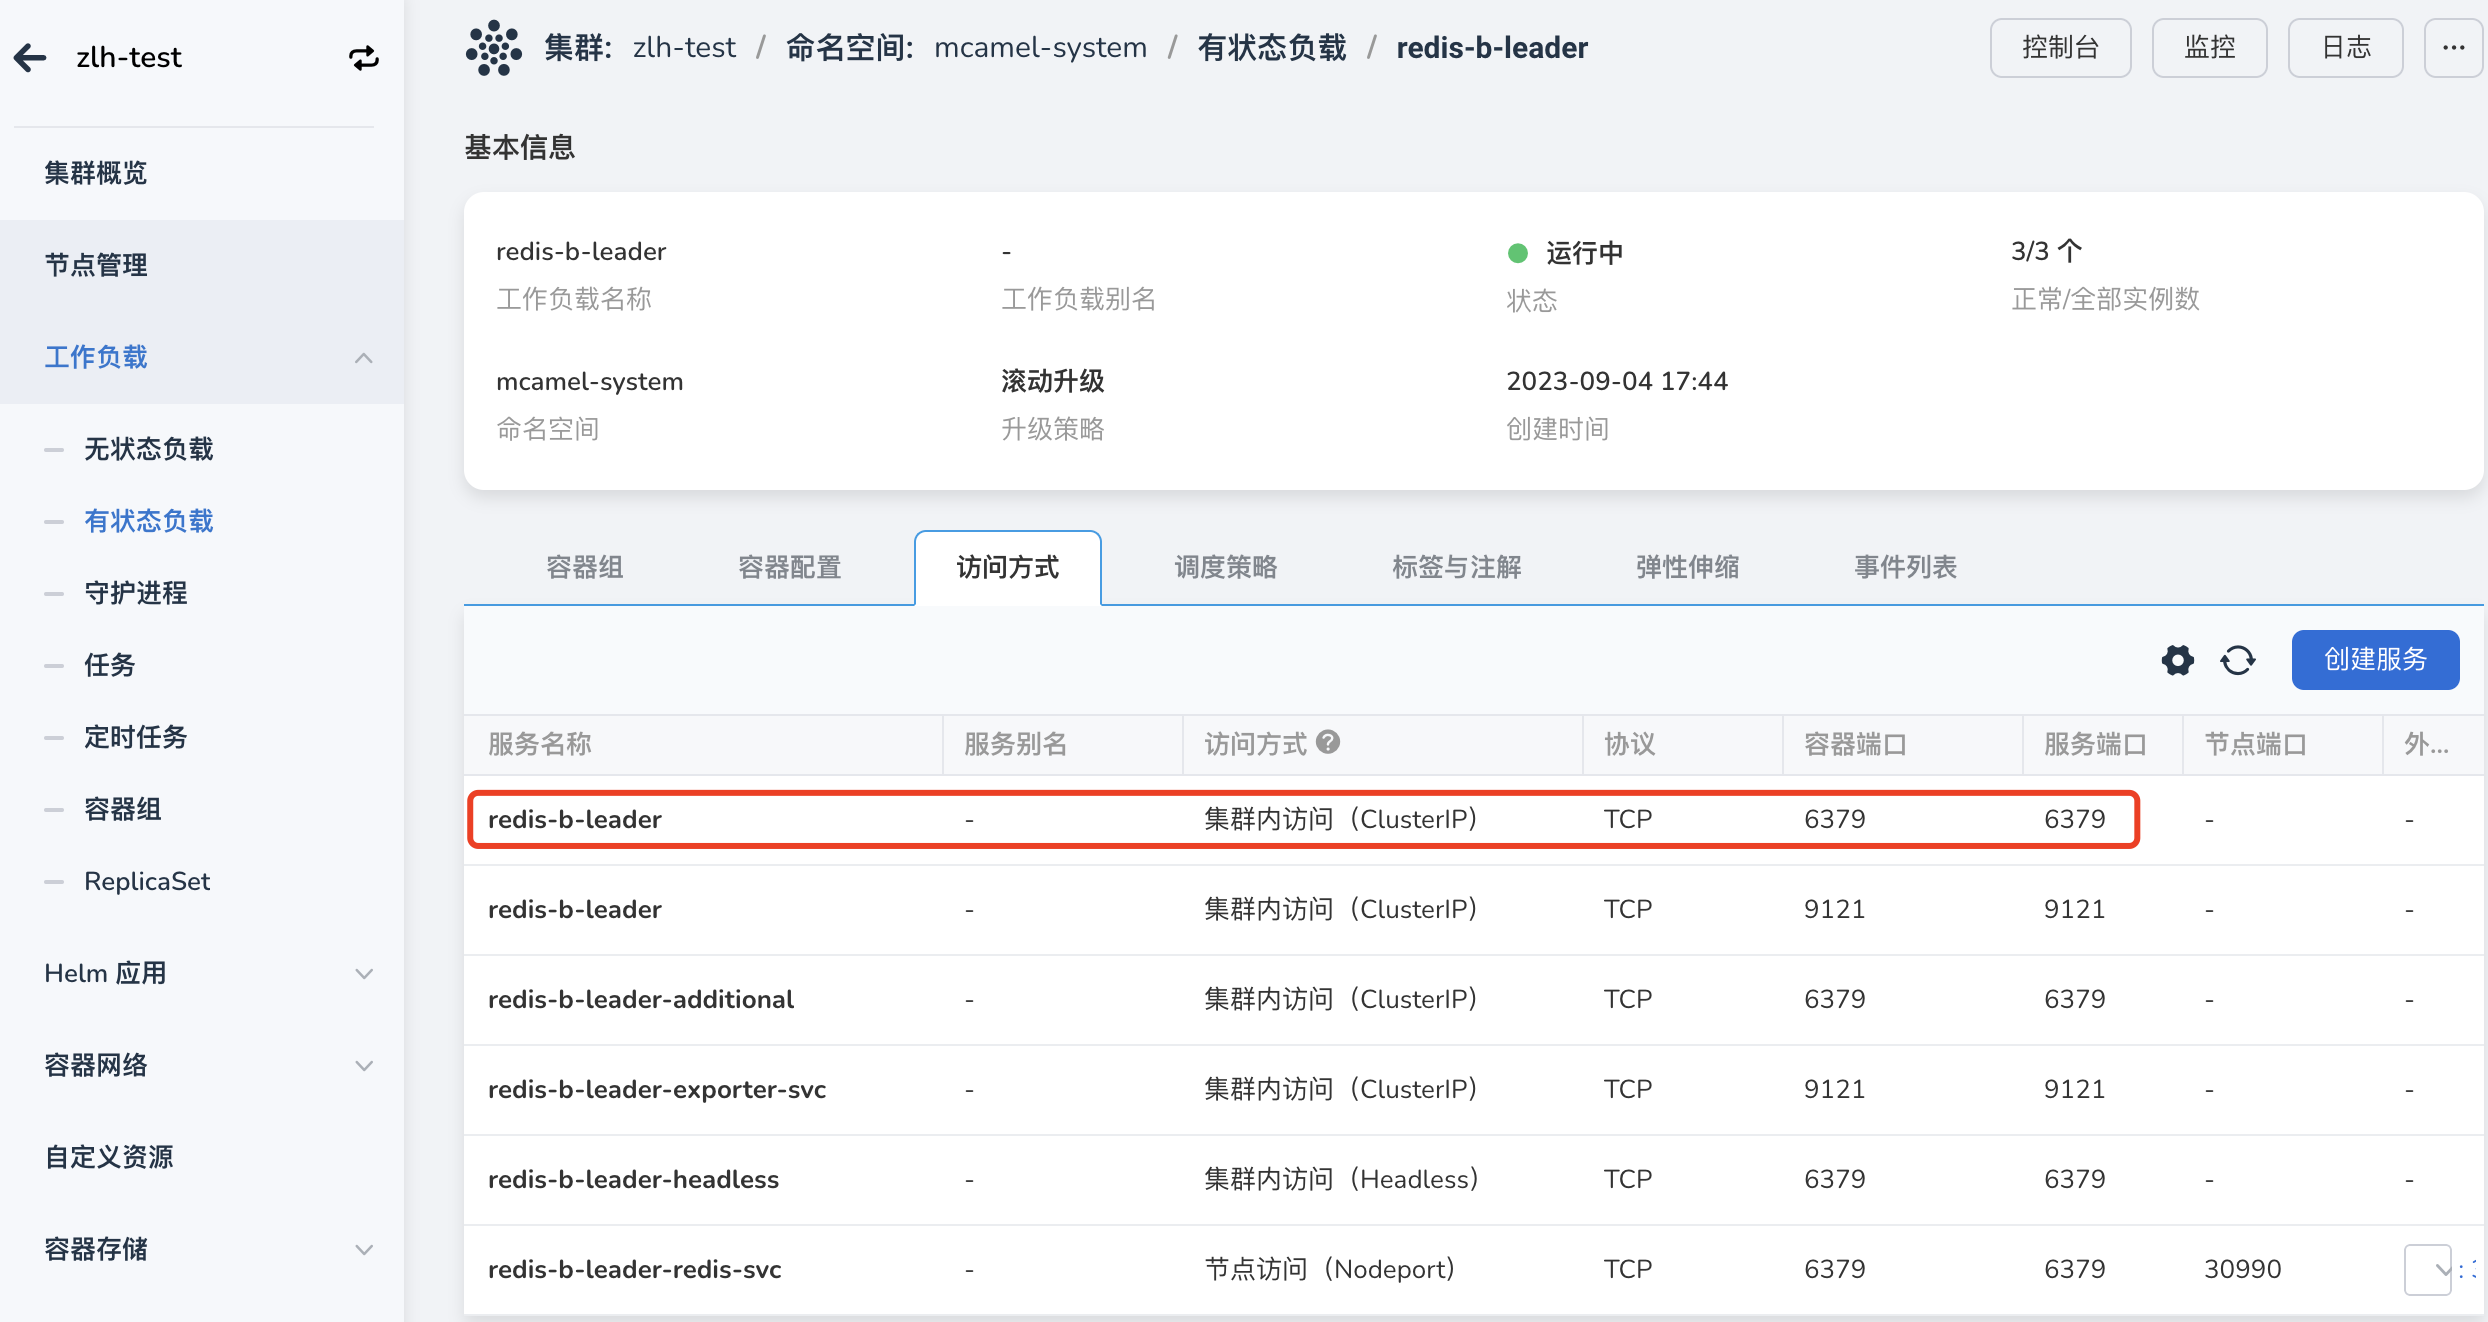 zlh-test
集群: zlh-test / 命名空间: mcamel-system / 有状态负载 / redis-b-leader
控制台
监控
日志
...
集群概览
节点管理
工作负载
无状态负载
有状态负载
守护进程
任务
定时任务
容器组
ReplicaSet
Helm 应用
容器网络
自定义资源
容器存储
基本信息
redis-b-leader
工作负载名称
-
工作负载别名
运行中
状态
3/3 个
正常/全部实例数
mcamel-system
命名空间
滚动升级
升级策略
2023-09-04 17:44
创建时间
容器组 容器配置 访问方式 调度策略 标签与注解 弹性伸缩 事件列表
创建服务
服务名称 服务别名 访问方式 ? 协议 容器端口 服务端口 节点端口 外...
redis-b-leader - 集群内访问（ClusterIP） TCP 6379 6379 - -
redis-b-leader - 集群内访问（ClusterIP） TCP 9121 9121 - -
redis-b-leader-additional - 集群内访问（ClusterIP） TCP 6379 6379 - -
redis-b-leader-exporter-svc - 集群内访问（ClusterIP） TCP 9121 9121 - -
redis-b-leader-headless - 集群内访问（Headless） TCP 6379 6379 - -
redis-b-leader-redis-svc - 节点访问（Nodeport） TCP 6379 6379 30990 :